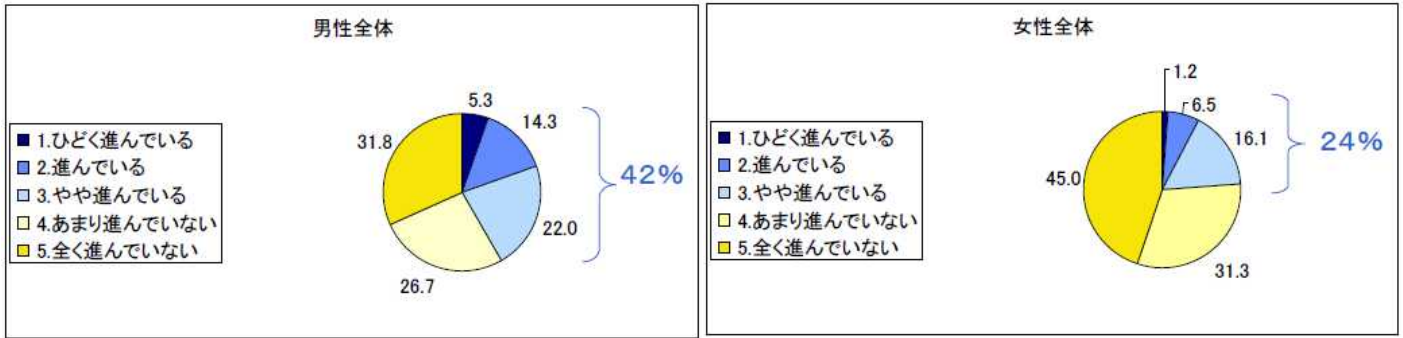 男性全体
1.ひどく進んでいる
2.進んでいる
3.やや進んでいる
4.あまり進んでいない
5.全く進んでいない
5.3
14.3
22.0
26.7
31.8
42%
女性全体
1.ひどく進んでいる
2.進んでいる
3.やや進んでいる
4.あまり進んでいない
5.全く進んでいない
1.2
6.5
16.1
31.3
45.0
24%